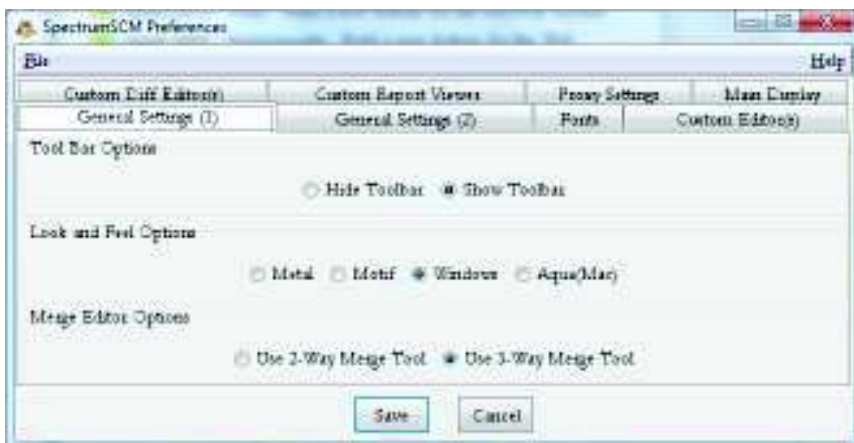 SpectrumSCM Preferences
File Help
Custom Diff Editor(s) Custom Report Viewer Proxy Settings Main Display
General Settings (1) General Settings (2) Fonts Custom Editor(s)
Tool Bar Options
Hide Toolbar Show Toolbar
Look and Feel Options
Metal Motif Windows Aqua(Mac)
Merge Editor Options
Use 2-Way Merge Tool Use 3-Way Merge Tool
Save Cancel